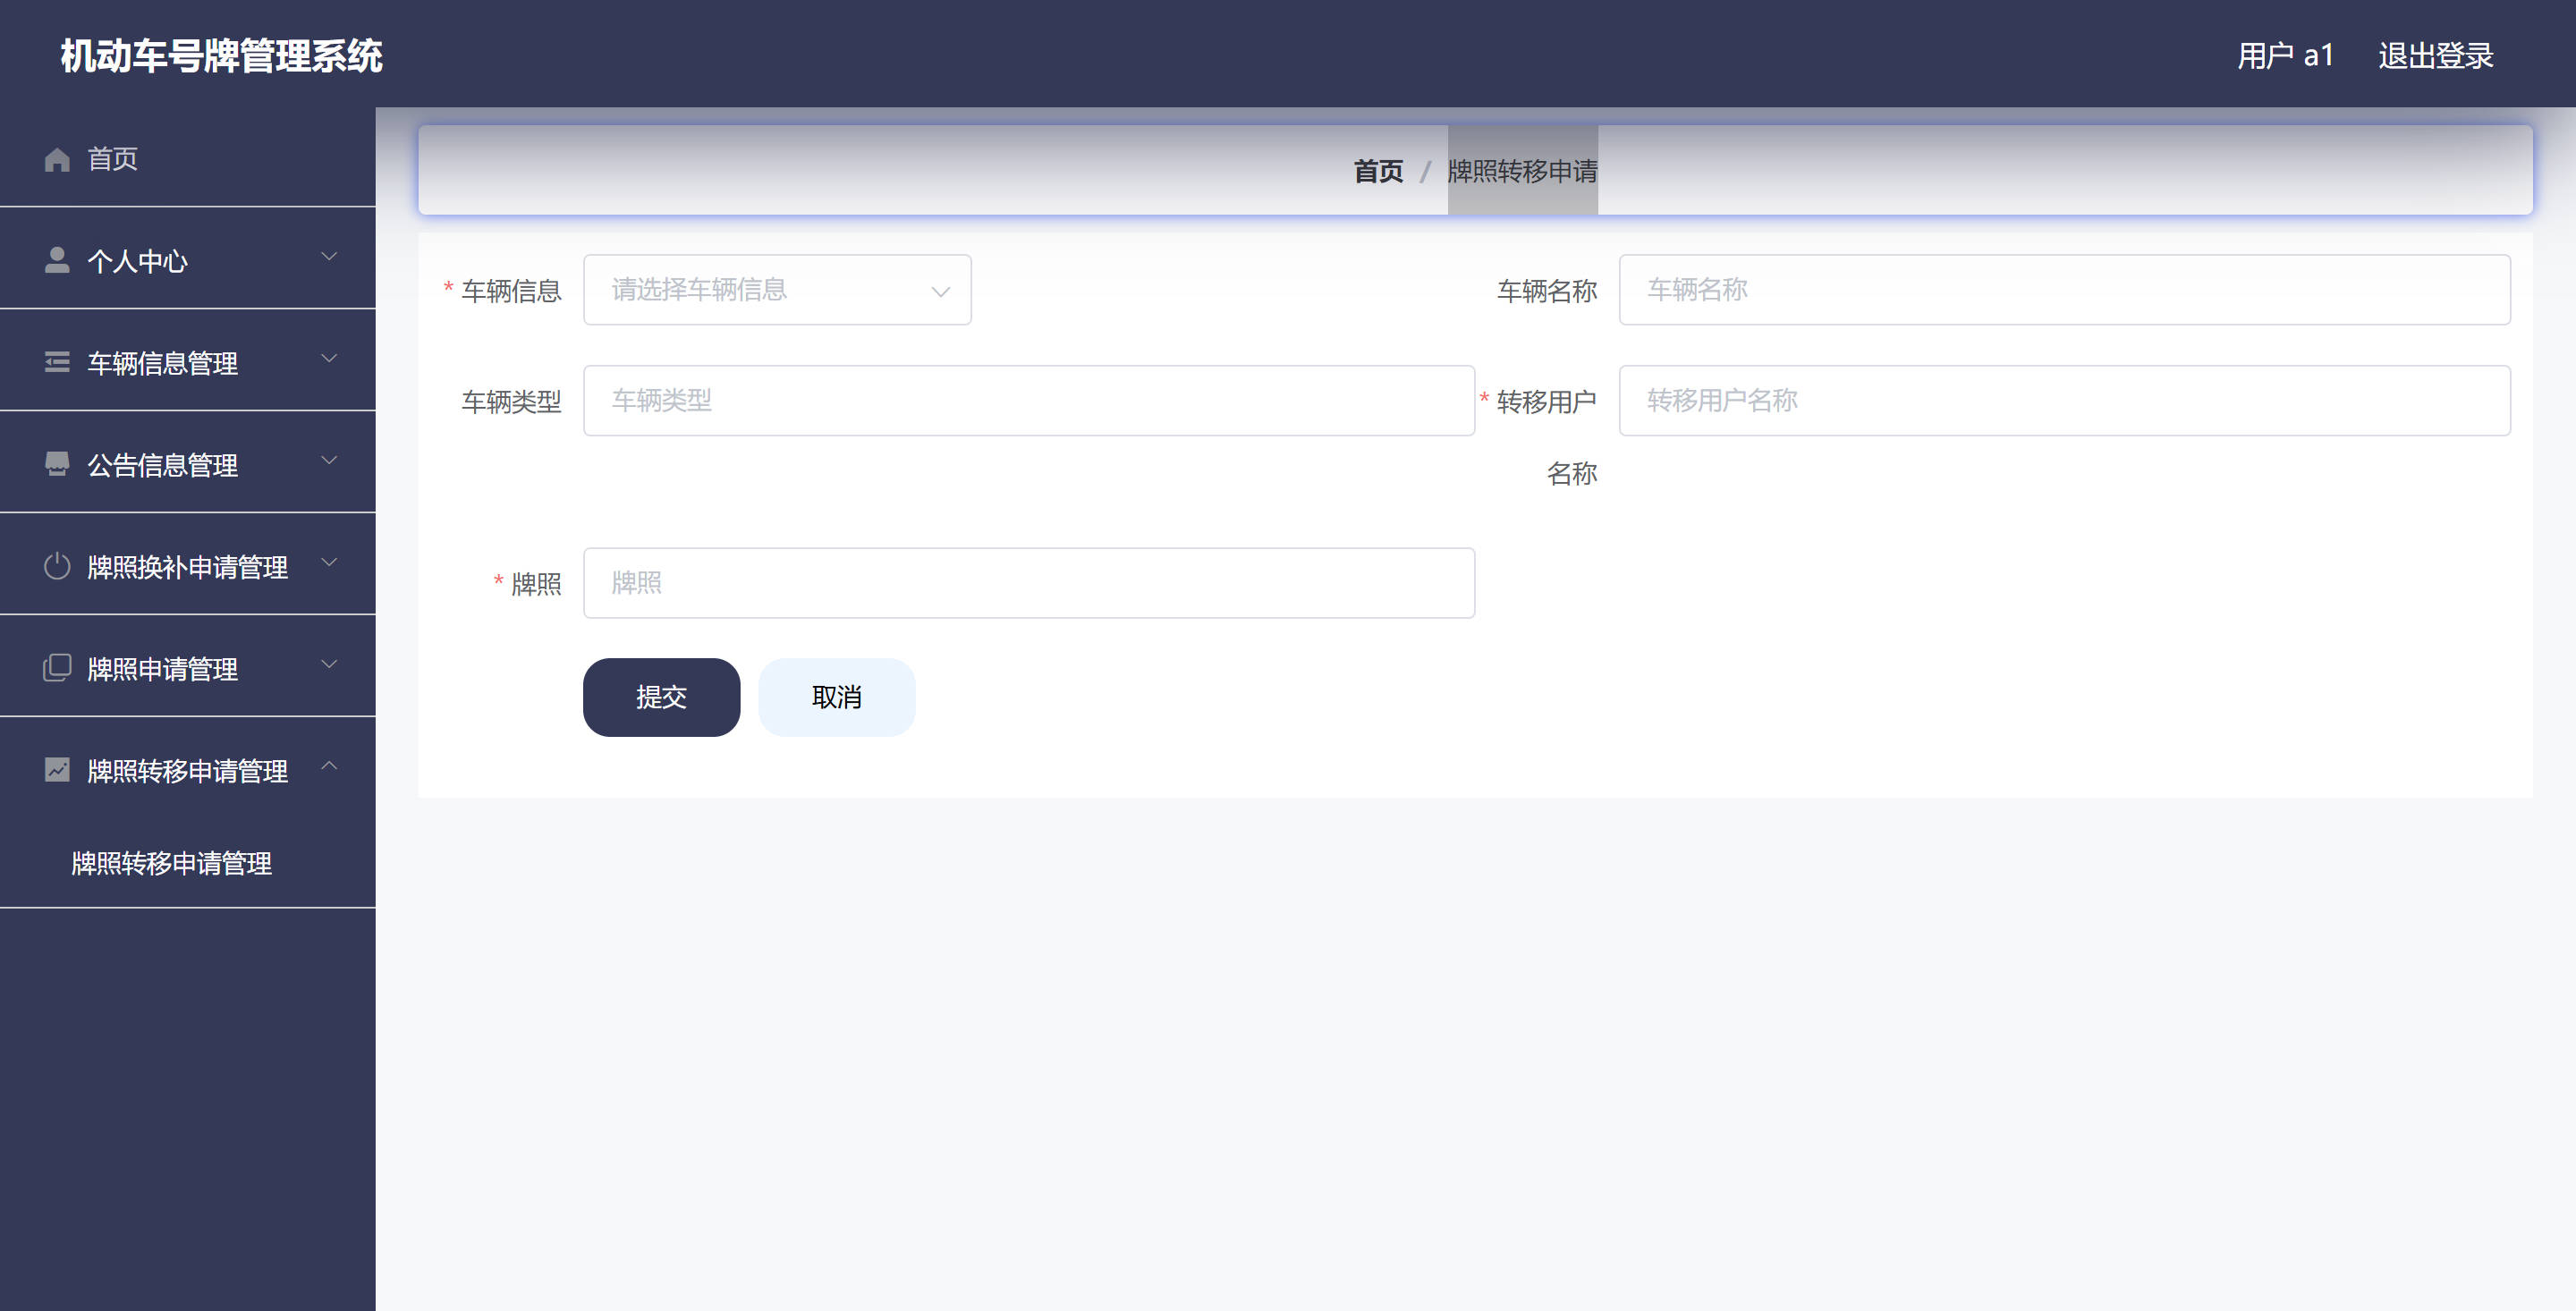 机动车号牌管理系统
用户 a1 退出登录
首页
个人中心
车辆信息管理
公告信息管理
牌照换补申请管理
牌照申请管理
牌照转移申请管理
牌照转移申请管理
首页 / 牌照转移申请
* 车辆信息 请选择车辆信息
车辆名称 车辆名称
车辆类型 车辆类型
* 转移用户名称 转移用户名称
* 牌照 牌照
提交 取消